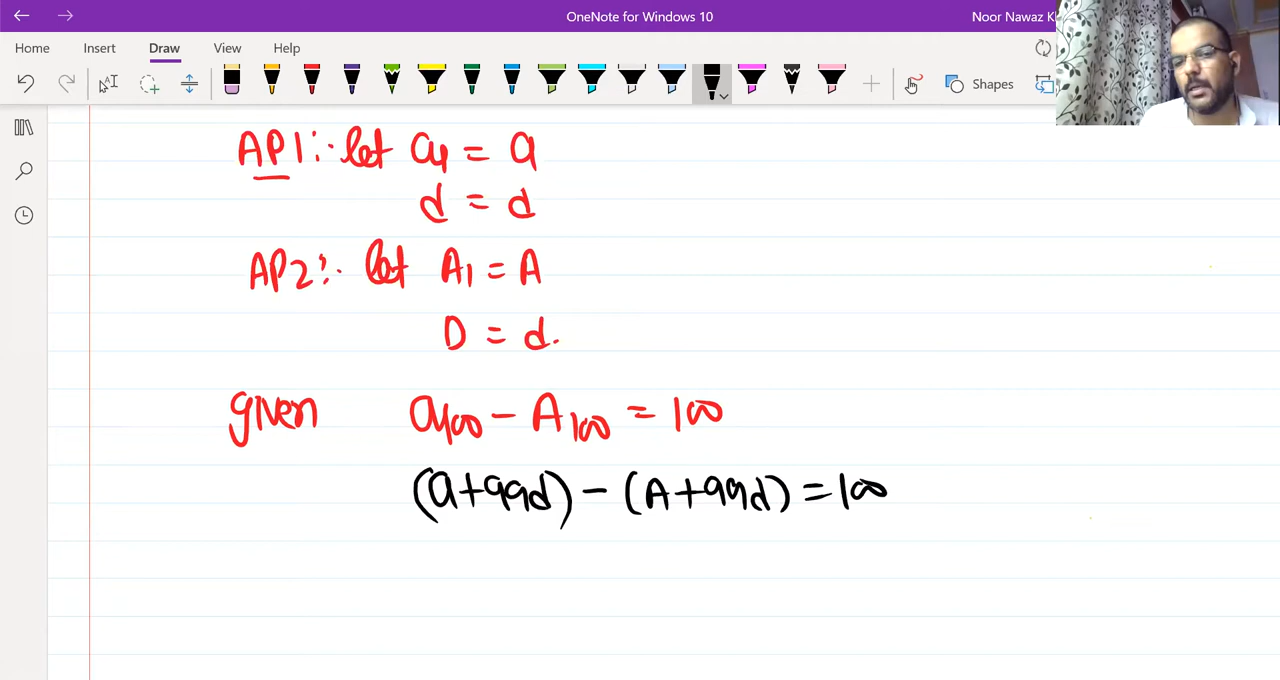 OneNote for Windows 10
Noor Nawaz
Home Insert Draw View Help
Shapes
AP1:- let a1 = a
d = d
AP2:- let A1 = A
D = d.
given a100 - A100 = 100
(a+99d) - (A+99d) = 100